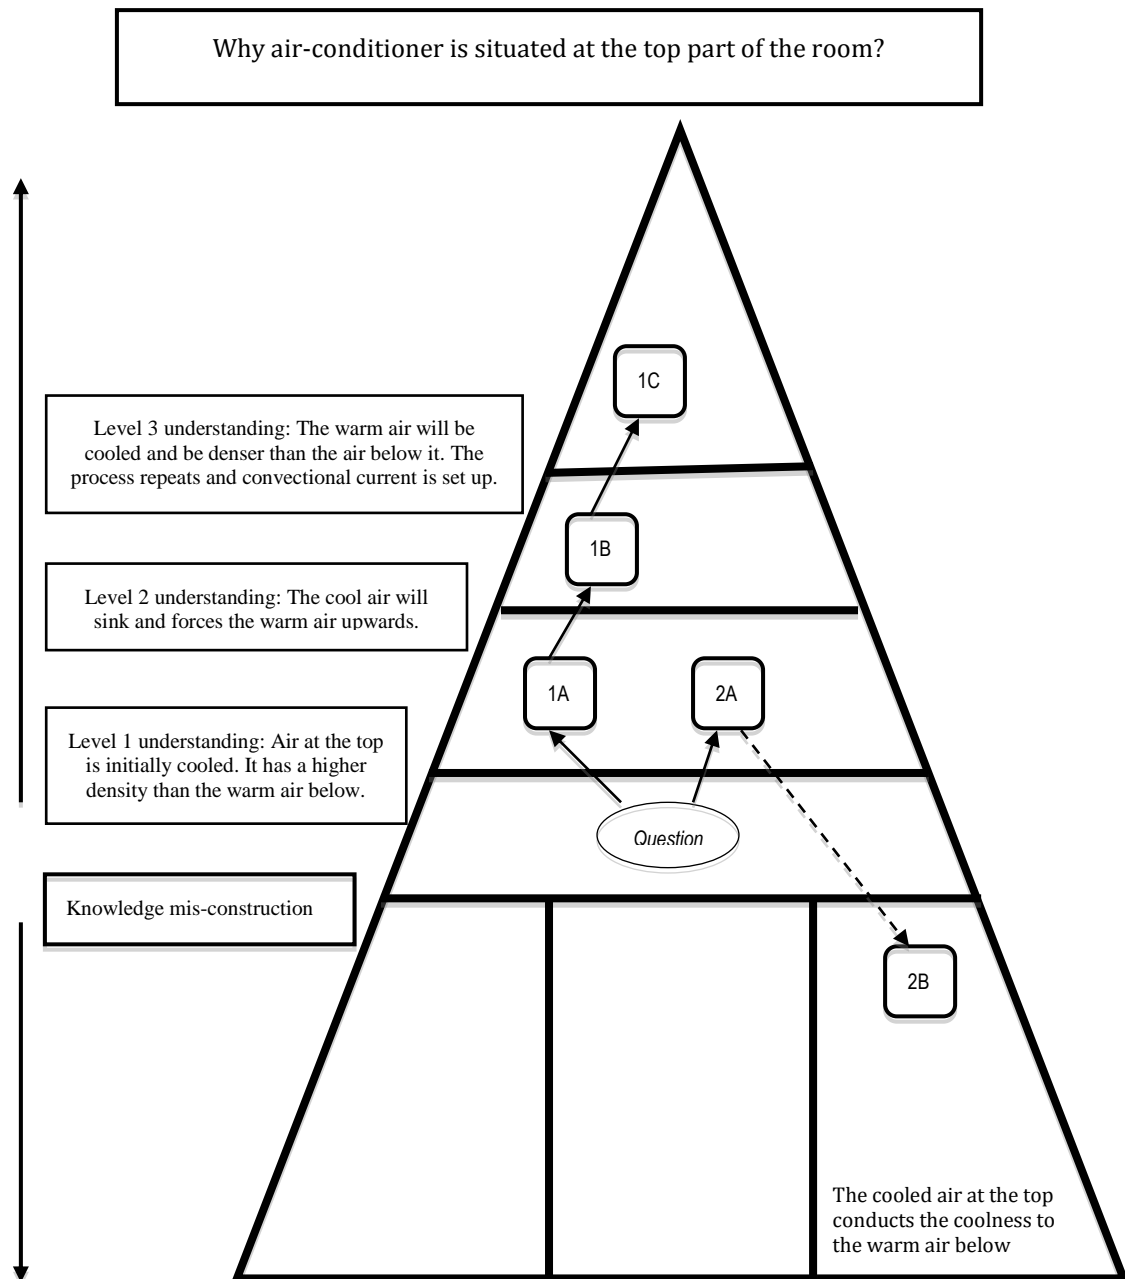 Why air-conditioner is situated at the top part of the room?
1C
Level 3 understanding: The warm air will be
cooled and be denser than the air below it. The
process repeats and convectional current is set up.
1B
Level 2 understanding: The cool air will
sink and forces the warm air upwards.
1A
2A
Level 1 understanding: Air at the top
is initially cooled. It has a higher
density than the warm air below.
Question
Knowledge mis-construction
2B
The cooled air at the top
conducts the coolness to
the warm air below